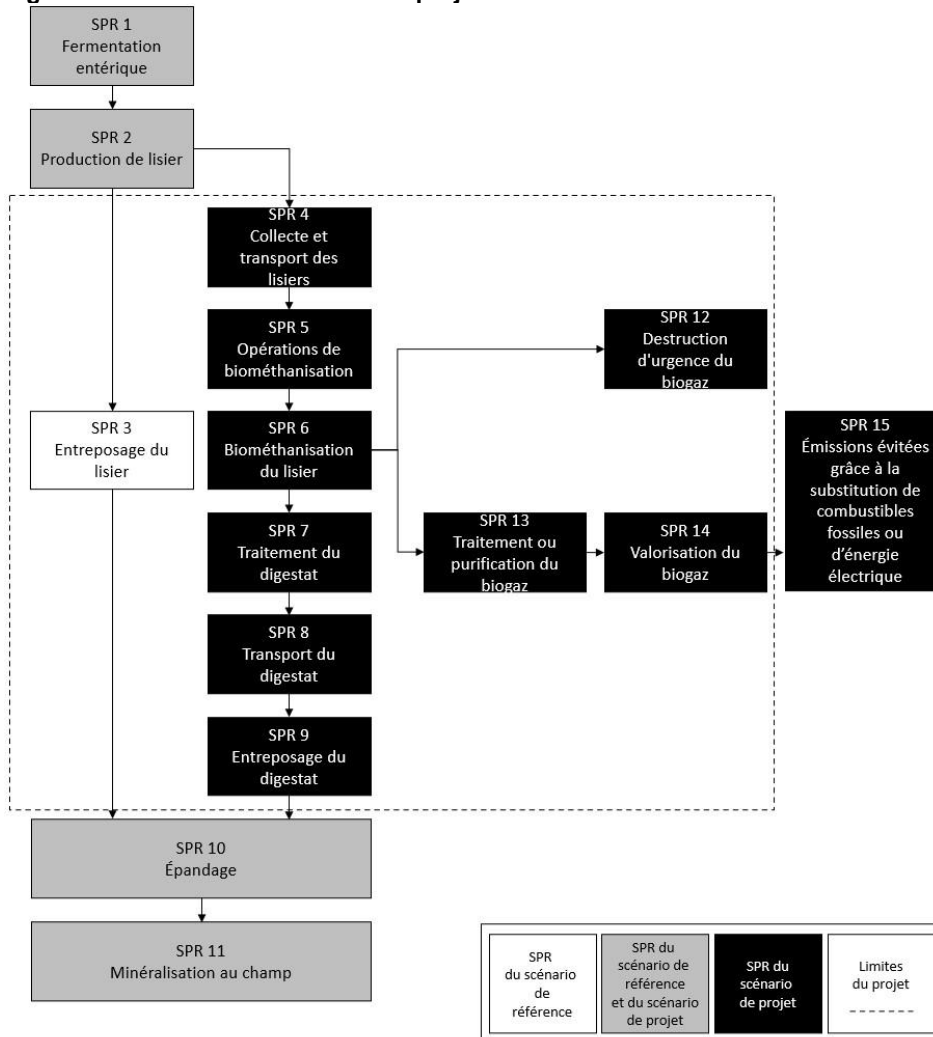 SPR 1
Fermentation
entérique
SPR 2
Production de lisier
SPR 4
Collecte et
transport des
lisiers
SPR 5
Opérations de
biométhanisation
SPR 12
Destruction
d'urgence du
biogaz
SPR 3
Entreposage du
lisier
SPR 6
Biométhanisation
du lisier
SPR 15
Émissions évitées
grâce à la
substitution de
combustibles
fossiles ou
d'énergie
électrique
SPR 7
Traitement du
digestat
SPR 13
Traitement ou
purification du
biogaz
SPR 14
Valorisation du
biogaz
SPR 8
Transport du
digestat
SPR 9
Entreposage du
digestat
SPR 10
Épandage
SPR 11
Minéralisation au champ
SPR
du scénario
de
référence
SPR du
scénario de
référence
et du scénario
de projet
SPR du
scénario
de projet
Limites
du projet